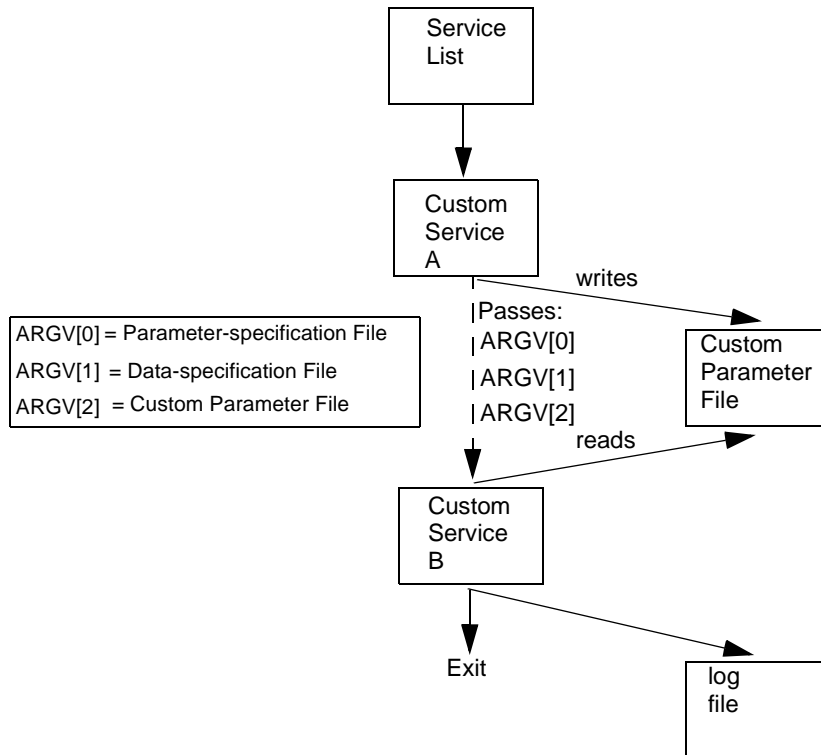 Service
List
Custom
Service
A
writes
Passes:
ARGV[0]
ARGV[1]
ARGV[2]
ARGV[0] = Parameter-specification File
ARGV[1] = Data-specification File
ARGV[2] = Custom Parameter File
Custom
Parameter
File
reads
Custom
Service
B
Exit
log
file